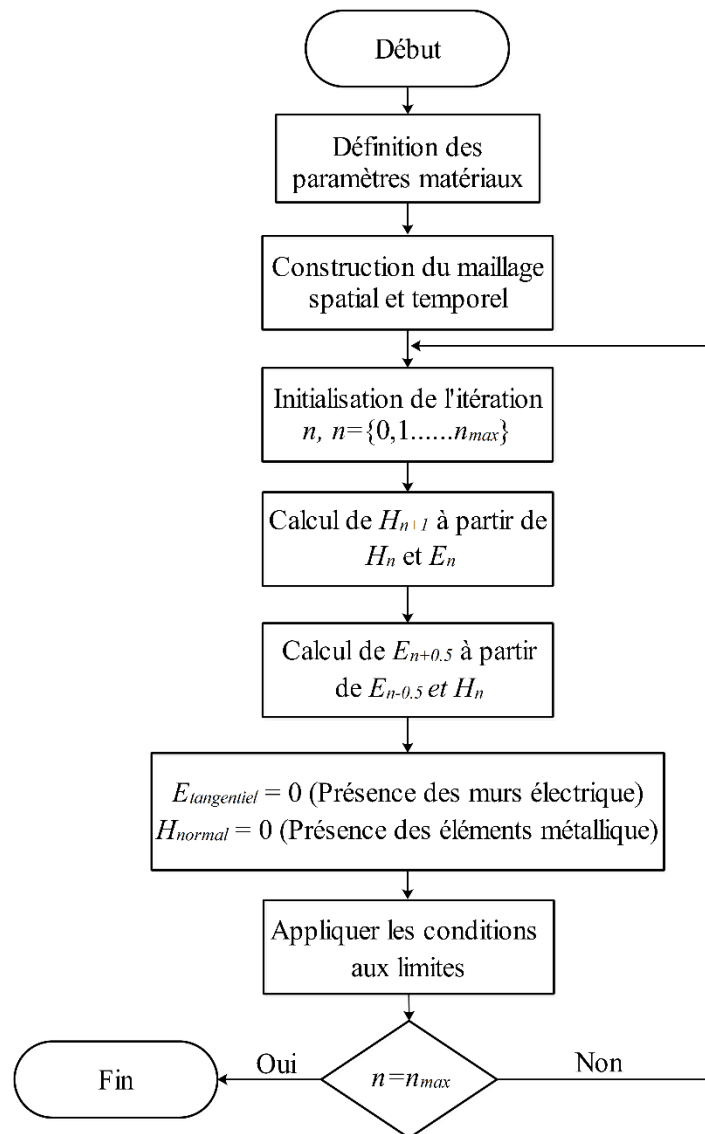 Début
Définition des
paramètres matériaux
Construction du maillage
spatial et temporel
Initialisation de l'itération
n, n={0,1......nmax}
Calcul de Hn+1 à partir de
Hn et En
Calcul de En+0.5 à partir
de En-0.5 et Hn
Etangentiel = 0 (Présence des murs électrique)
Hnormal = 0 (Présence des éléments métallique)
Appliquer les conditions
aux limites
Fin
Oui
n=nmax
Non